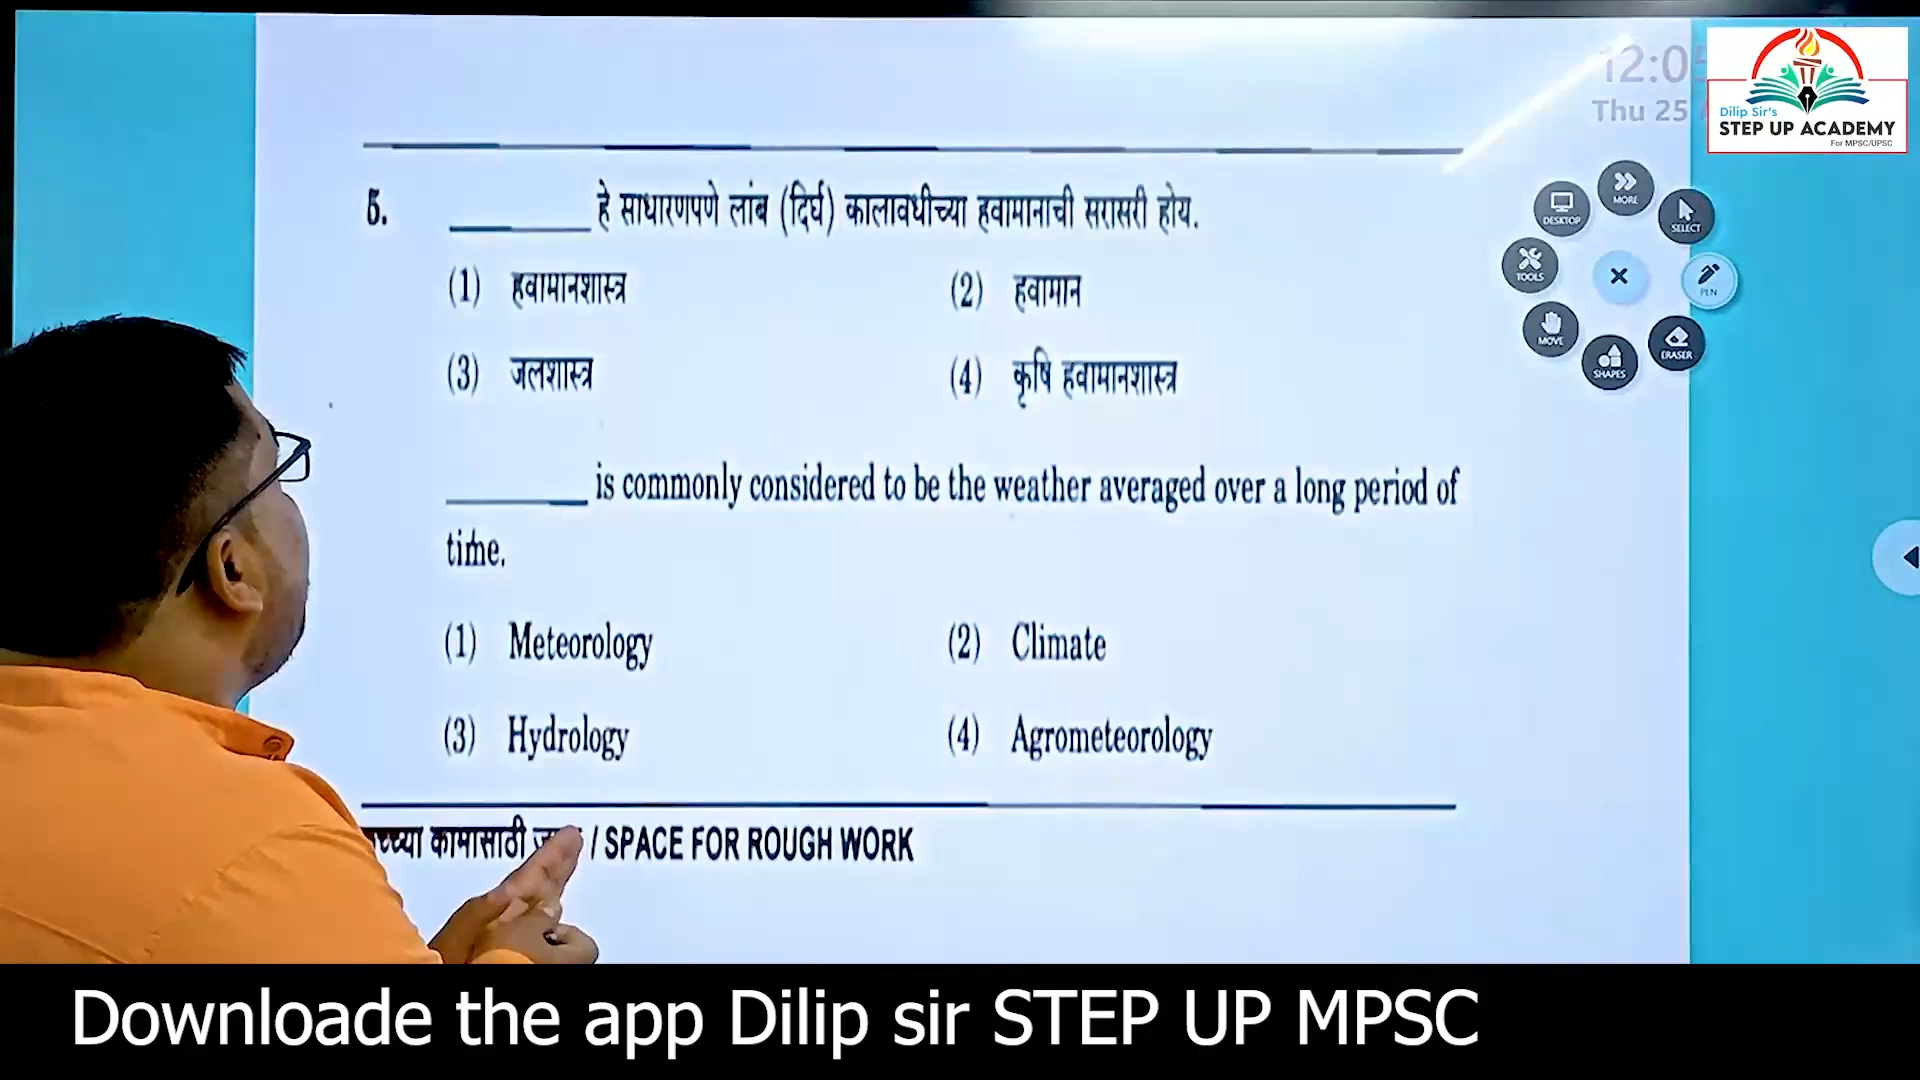 12:0
Thu 25
Dilip Sir's
STEP UP ACADEMY
For MPSC/UPSC
MORE
DESKTOP
SELECT
TOOLS
PEN
MOVE
ERASER
SHAPES
5. ______ हे साधारणपणे लांब (दिर्घ) कालावधीच्या हवामानाची सरासरी होय.
(1) हवामानशास्त्र (2) हवामान
(3) जलशास्त्र (4) कृषि हवामानशास्त्र
______ is commonly considered to be the weather averaged over a long period of
time.
(1) Meteorology (2) Climate
(3) Hydrology (4) Agrometeorology
कामासाठी / SPACE FOR ROUGH WORK
Downloade the app Dilip sir STEP UP MPSC